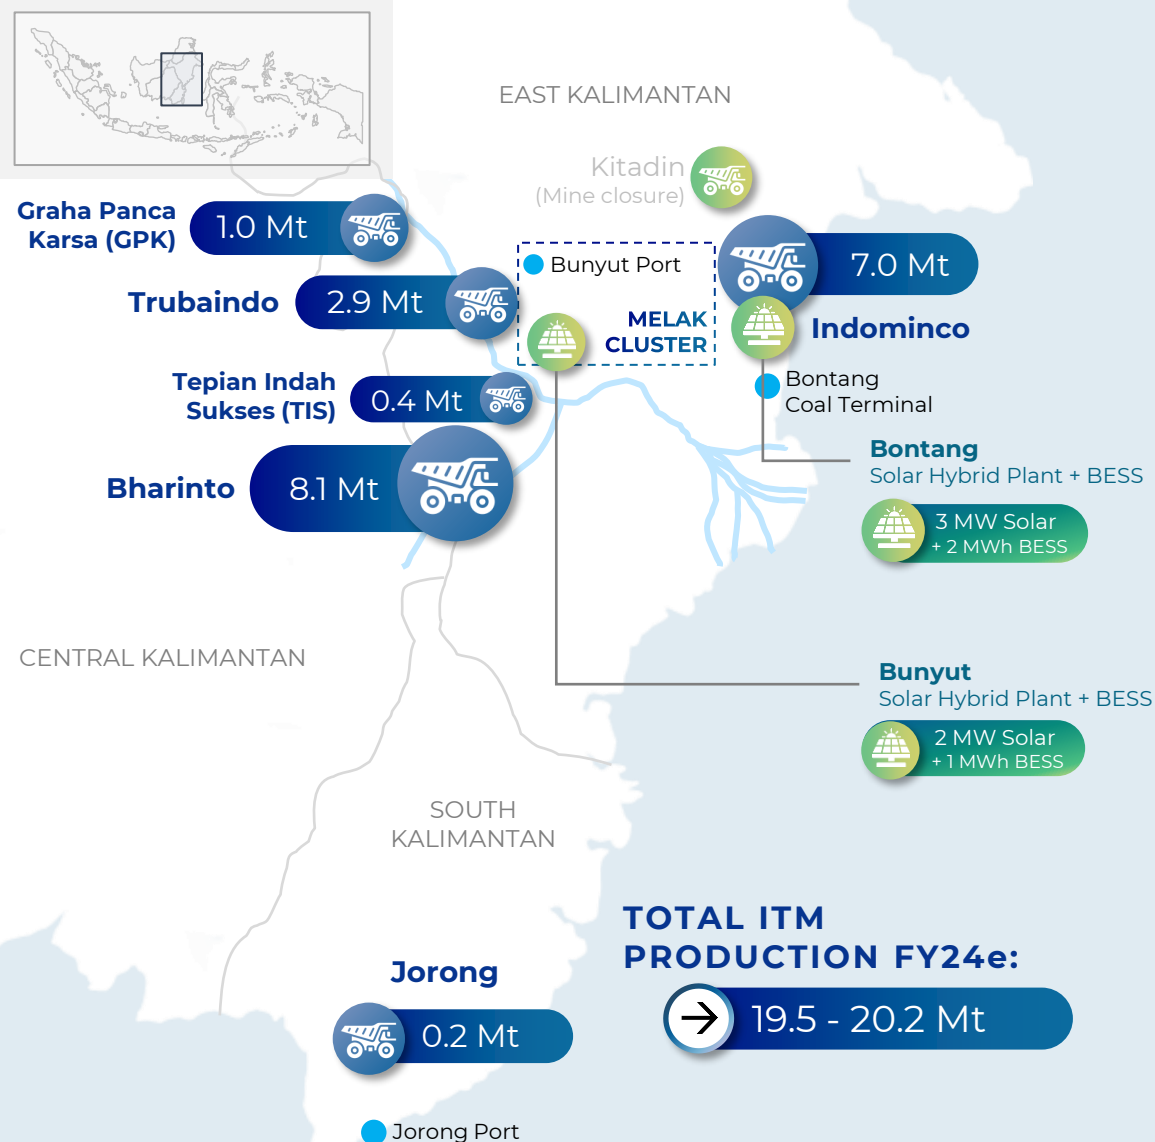 EAST KALIMANTAN
Kitadin
(Mine closure)
Graha Panca
Karsa (GPK)
1.0 Mt
Trubaindo
2.9 Mt
Bunyut Port
MELAK
CLUSTER
7.0 Mt
Indominco
Tepian Indah
Sukses (TIS)
0.4 Mt
Bontang
Coal Terminal
Bharinto
8.1 Mt
Bontang
Solar Hybrid Plant + BESS
3 MW Solar
+ 2 MWh BESS
CENTRAL KALIMANTAN
Bunyut
Solar Hybrid Plant + BESS
2 MW Solar
+ 1 MWh BESS
SOUTH
KALIMANTAN
TOTAL ITM
PRODUCTION FY24e:
19.5 - 20.2 Mt
Jorong
0.2 Mt
Jorong Port